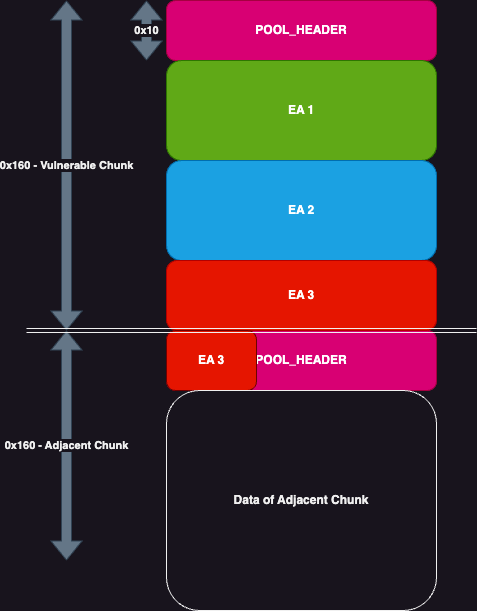 0x10
POOL_HEADER
EA 1
0x160 - Vulnerable Chunk
EA 2
EA 3
EA 3
POOL_HEADER
0x160 - Adjacent Chunk
Data of Adjacent Chunk